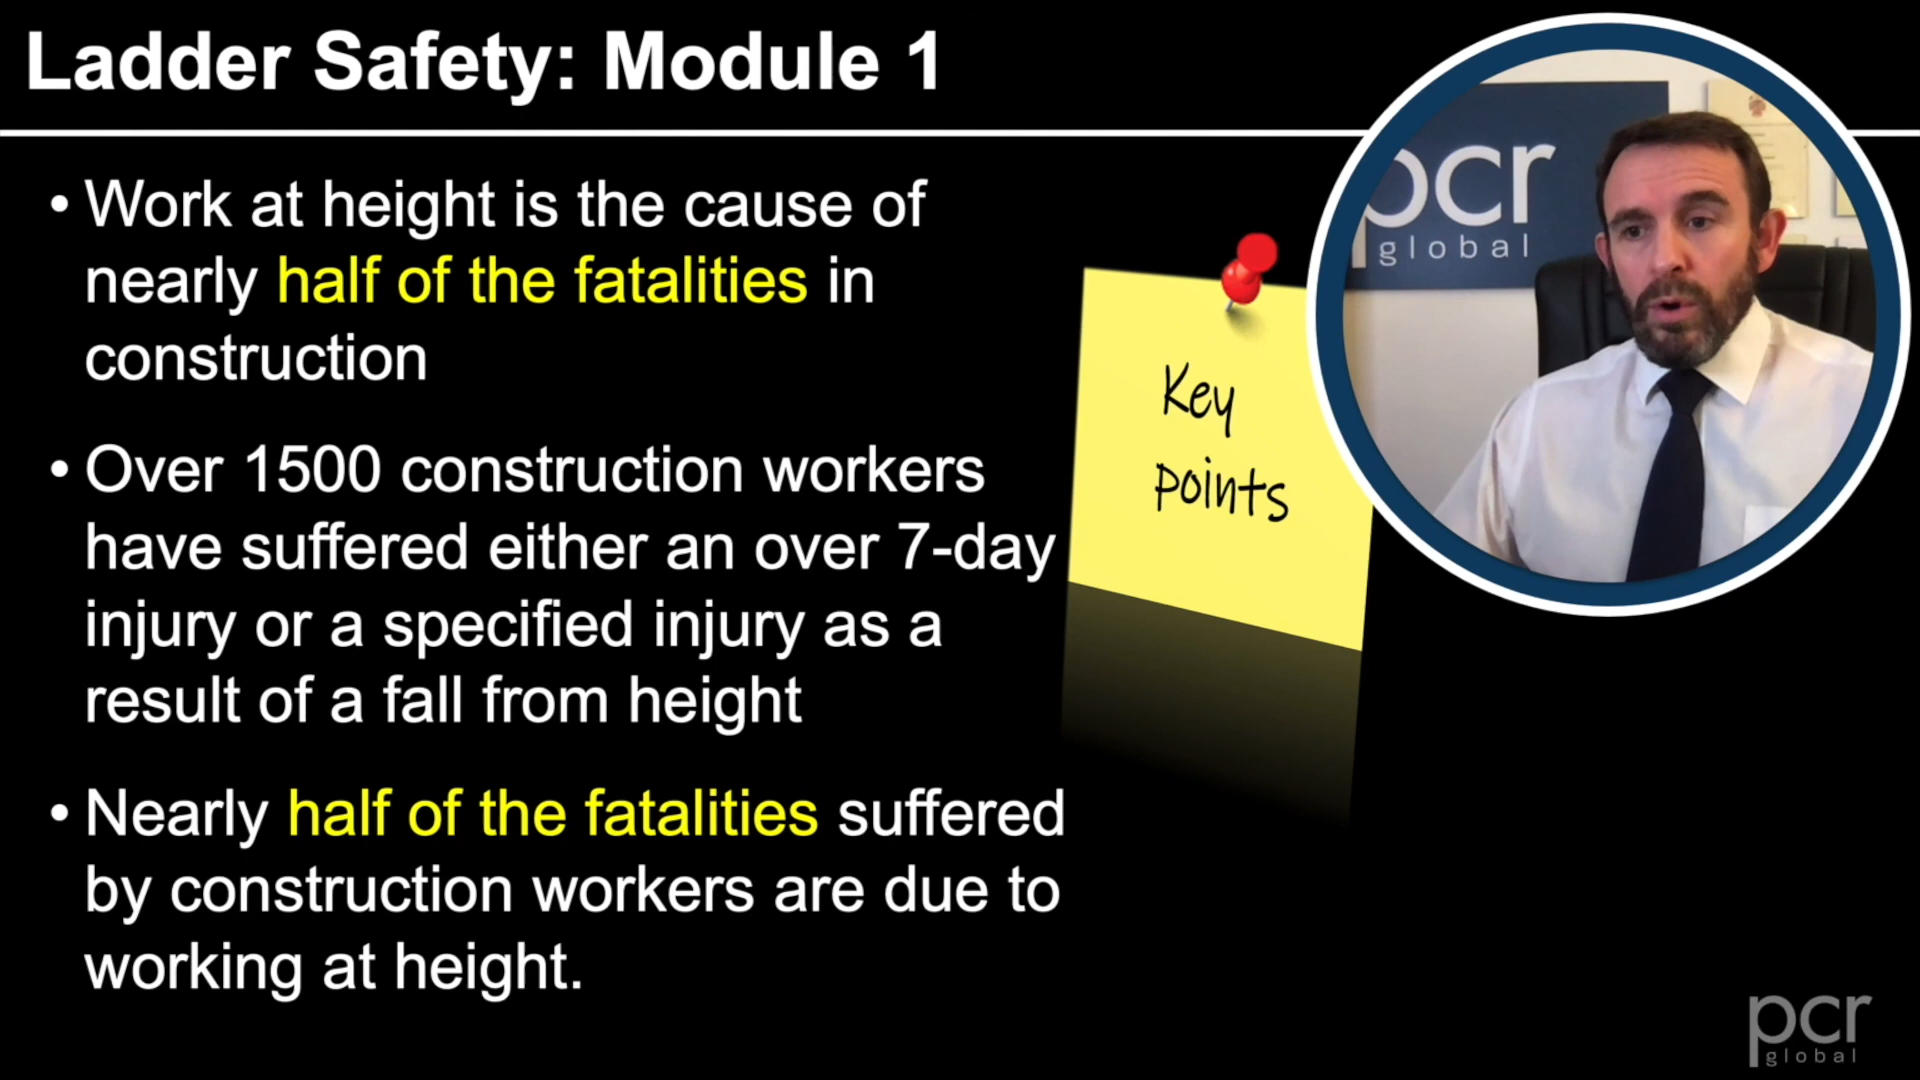 Ladder Safety: Module 1
• Work at height is the cause of
nearly half of the fatalities in
construction
• Over 1500 construction workers
have suffered either an over 7-day
injury or a specified injury as a
result of a fall from height
• Nearly half of the fatalities suffered
by construction workers are due to
working at height.
Key
points
pcr
global
pcr
global